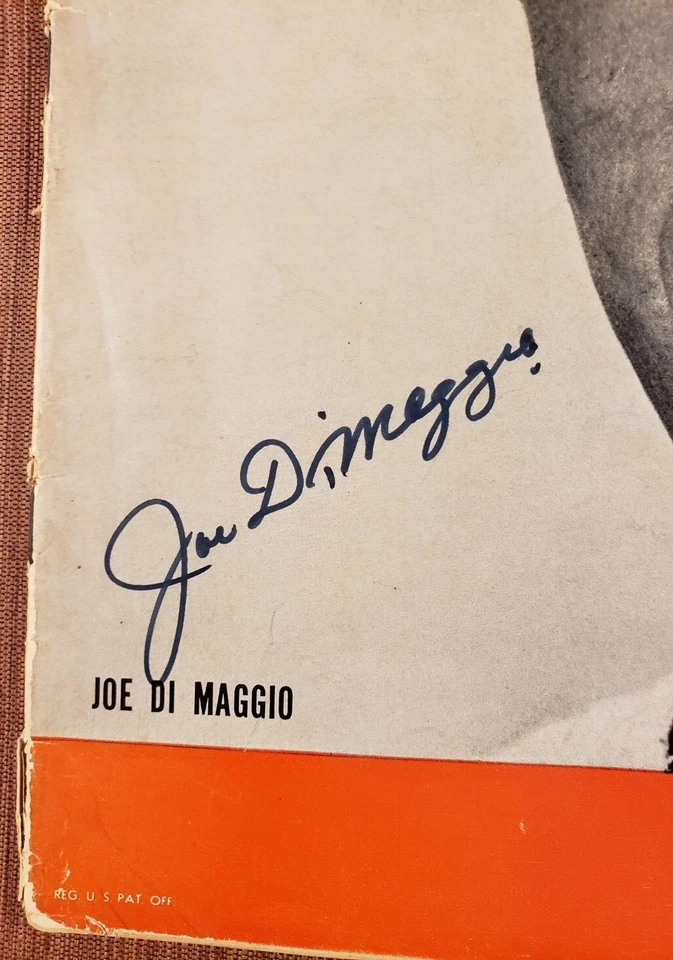 Joe DiMaggio
JOE DI MAGGIO
REG. U. S. PAT. OFF